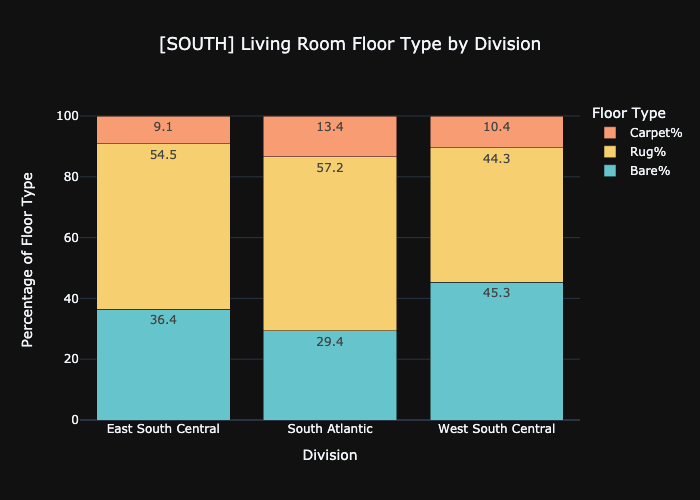 [SOUTH] Living Room Floor Type by Division
Floor Type
Carpet%
Rug%
Bare%
Percentage of Floor Type
100
80
60
40
20
0
9.1
13.4
10.4
54.5
57.2
44.3
36.4
29.4
45.3
East South Central
South Atlantic
West South Central
Division